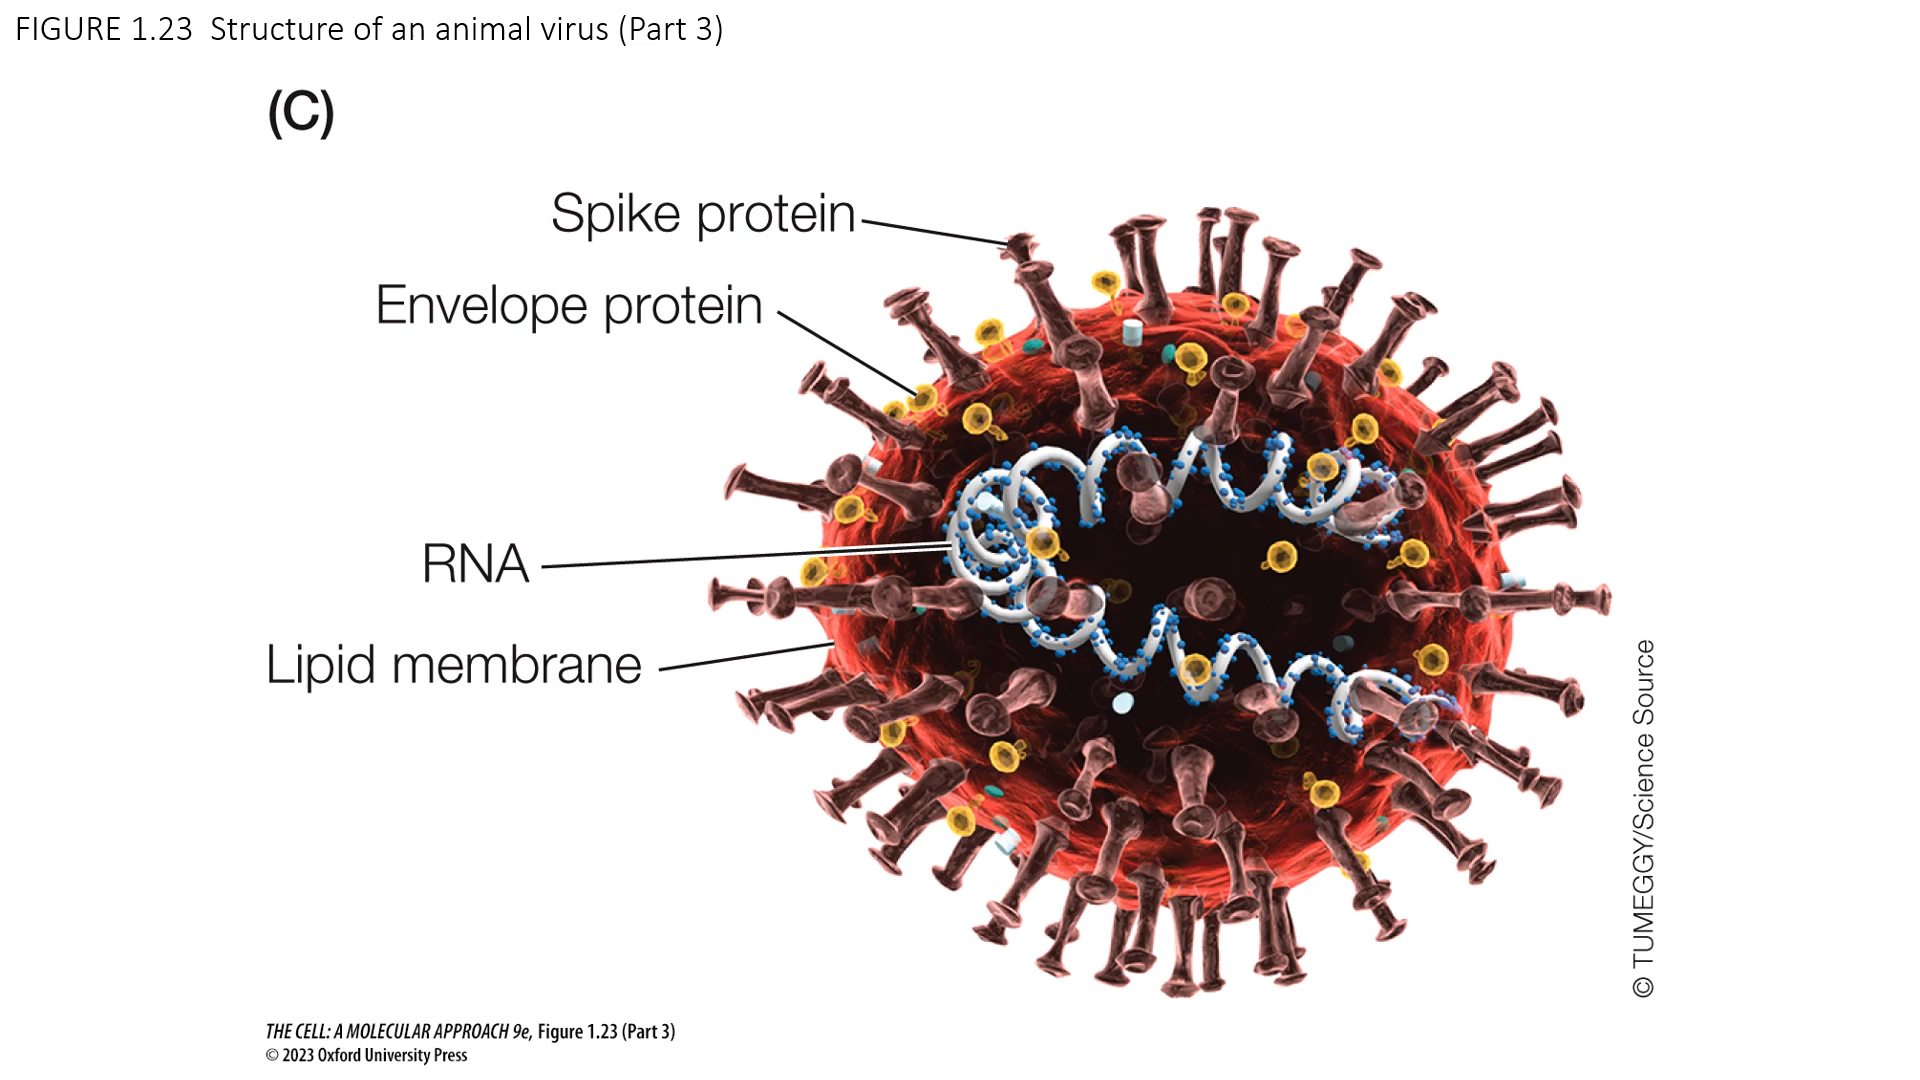 FIGURE 1.23  Structure of an animal virus (Part 3)
(C)
Spike protein
Envelope protein
RNA
Lipid membrane
© TUMEGGY/Science Source
THE CELL: A MOLECULAR APPROACH 9e, Figure 1.23 (Part 3)
© 2023 Oxford University Press